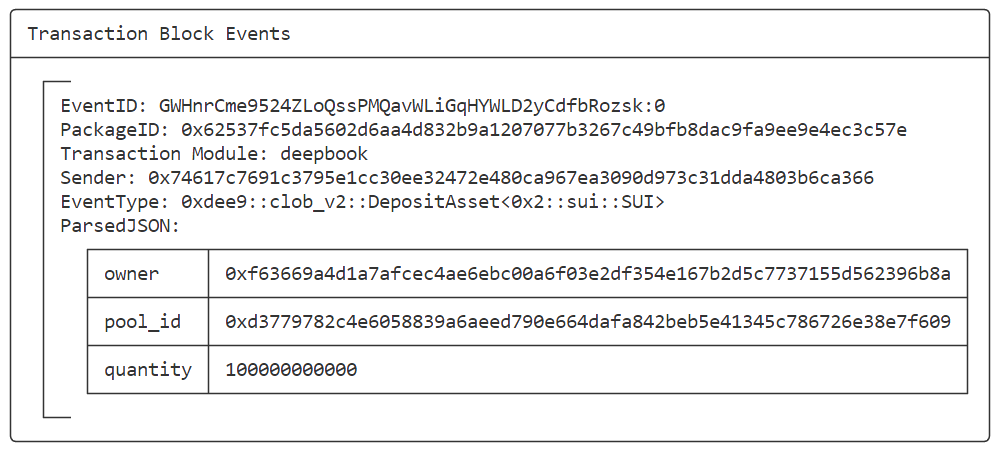 Transaction Block Events
EventID: GWHnrCme9524ZLoQssPMQavWLiGqHYWLD2yCdfbRozsk:0
PackageID: 0x62537fc5da5602d6aa4d832b9a1207077b3267c49bfb8dac9fa9ee9e4ec3c57e
Transaction Module: deepbook
Sender: 0x74617c7691c3795e1cc30ee32472e480ca967ea3090d973c31dda4803b6ca366
EventType: 0xdee9::clob_v2::DepositAsset<0x2::sui::SUI>
ParsedJSON:
owner 0xf63669a4d1a7afcec4ae6ebc00a6f03e2df354e167b2d5c7737155d562396b8a
pool_id 0xd3779782c4e6058839a6aeed790e664dafa842beb5e41345c786726e38e7f609
quantity 100000000000